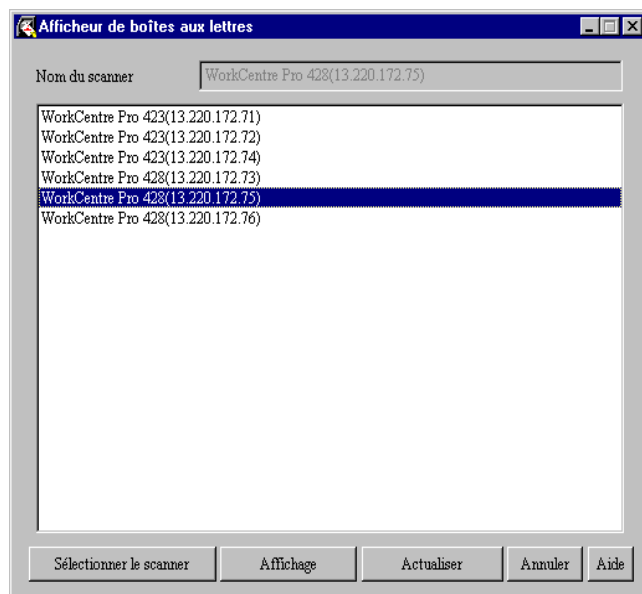 Afficheur de boîtes aux lettres
Nom du scanner WorkCentre Pro 428(13.220.172.75)
WorkCentre Pro 423(13.220.172.71)
WorkCentre Pro 423(13.220.172.72)
WorkCentre Pro 423(13.220.172.74)
WorkCentre Pro 428(13.220.172.73)
WorkCentre Pro 428(13.220.172.75)
WorkCentre Pro 428(13.220.172.76)
Sélectionner le scanner Affichage Actualiser Annuler Aide